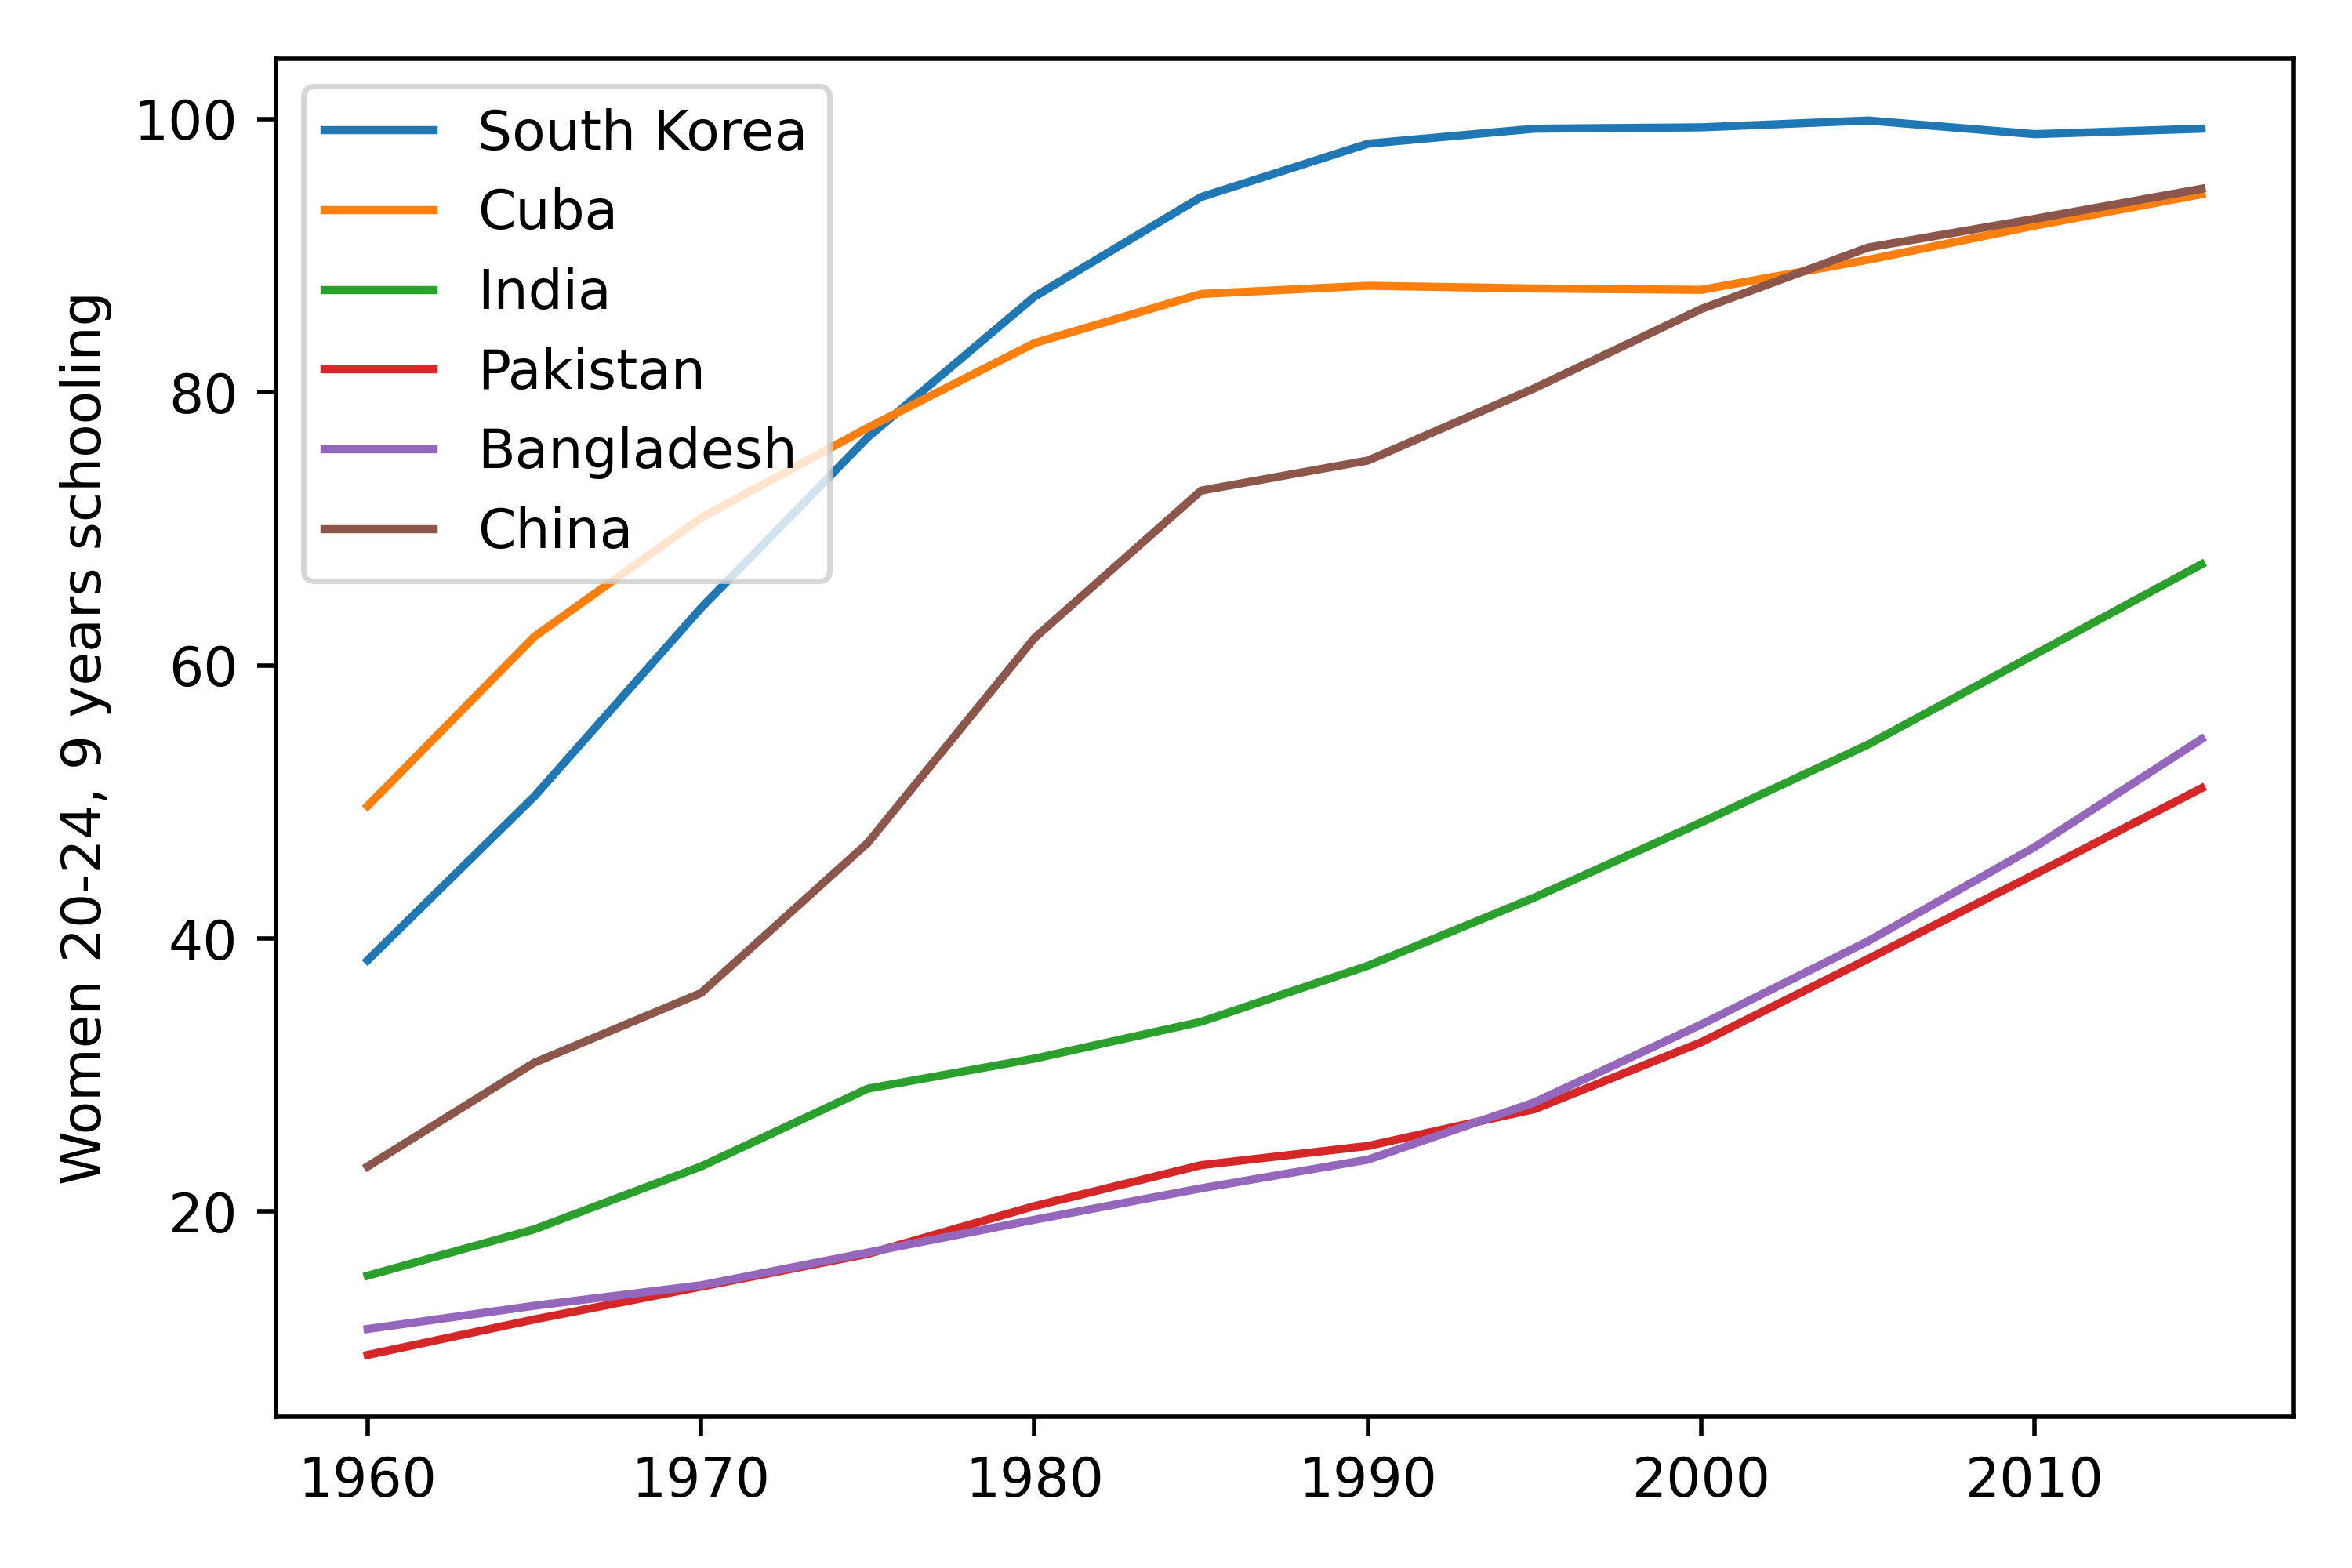 Women 20-24, 9 years schooling
100
80
60
40
20
South Korea
Cuba
India
Pakistan
Bangladesh
China
1960 1970 1980 1990 2000 2010